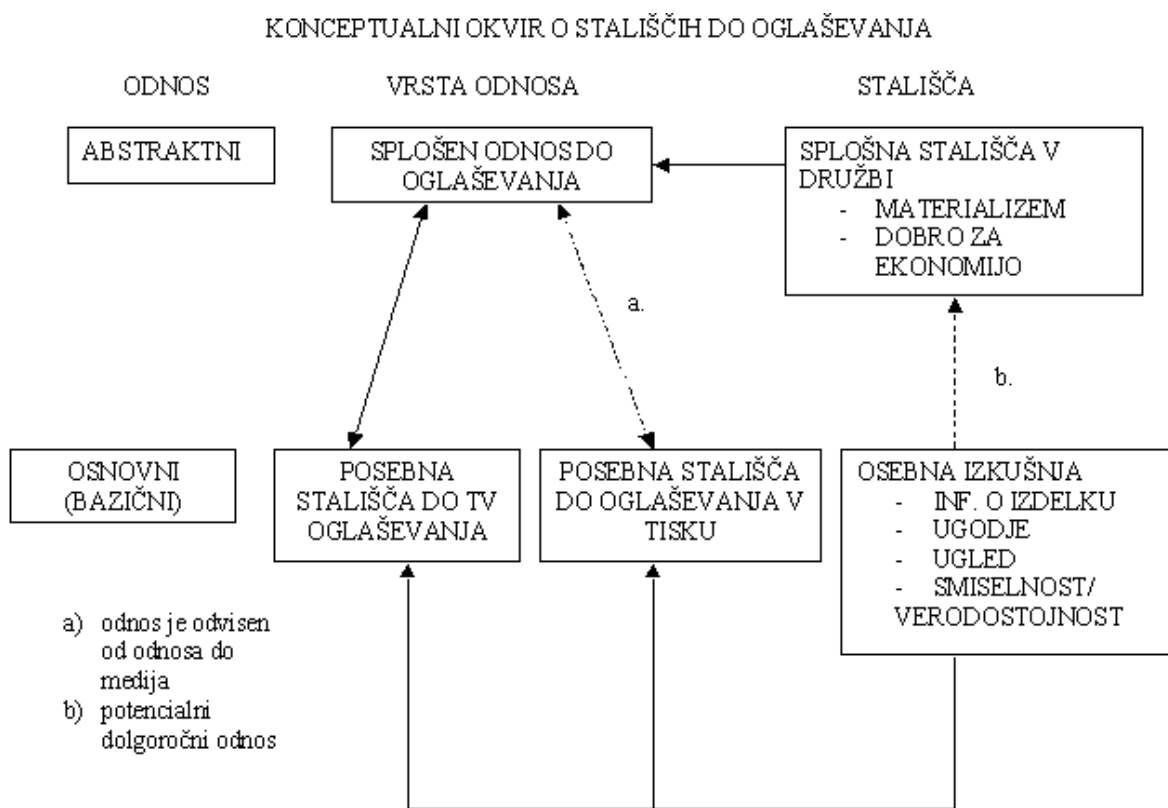 KONCEPTUALNI OKVIR O STALIŠČIH DO OGLAŠEVANJA
ODNOS
VRSTA ODNOSA
STALIŠČA
ABSTRAKTNI
SPLOŠEN ODNOS DO
OGLAŠEVANJA
SPLOŠNA STALIŠČA V
DRUŽBI
- MATERIALIZEM
- DOBRO ZA
EKONOMIJO
a.
b.
OSNOVNI
(BAZIČNI)
POSEBNA
STALIŠČA DO TV
OGLAŠEVANJA
POSEBNA STALIŠČA
DO OGLAŠEVANJA V
TISKU
OSEBNA IZKUŠNJA
- INF. O IZDELKU
- UGODJE
- UGLED
- SMISELNOST/
VERODOSTOJNOST
a) odnos je odvisen
od odnosa do
medija
b) potencialni
dolgoročni odnos